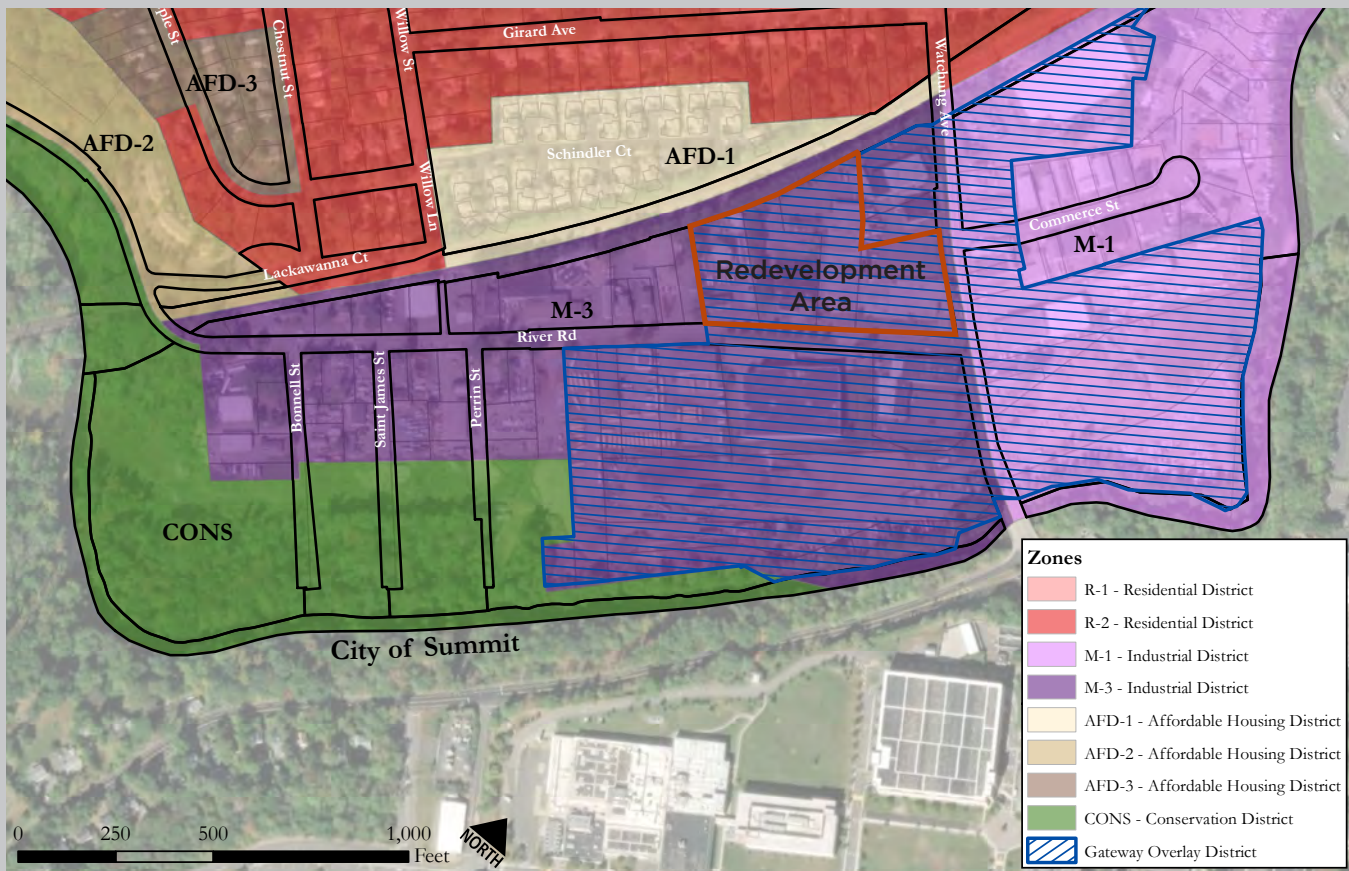 ple St
Chestnut St
Willow St
Girard Ave
Watchung Ave
AFD-3
AFD-2
Schindler Ct
AFD-1
Willow Ln
Commerce St
M-1
Lackawanna Ct
Redevelopment
Area
M-3
River Rd
Bonnell St
Saint James St
Perrin St
CONS
City of Summit
Zones
R-1 - Residential District
R-2 - Residential District
M-1 - Industrial District
M-3 - Industrial District
AFD-1 - Affordable Housing District
AFD-2 - Affordable Housing District
AFD-3 - Affordable Housing District
CONS - Conservation District
Gateway Overlay District
0 250 500 1,000
Feet
NORTH